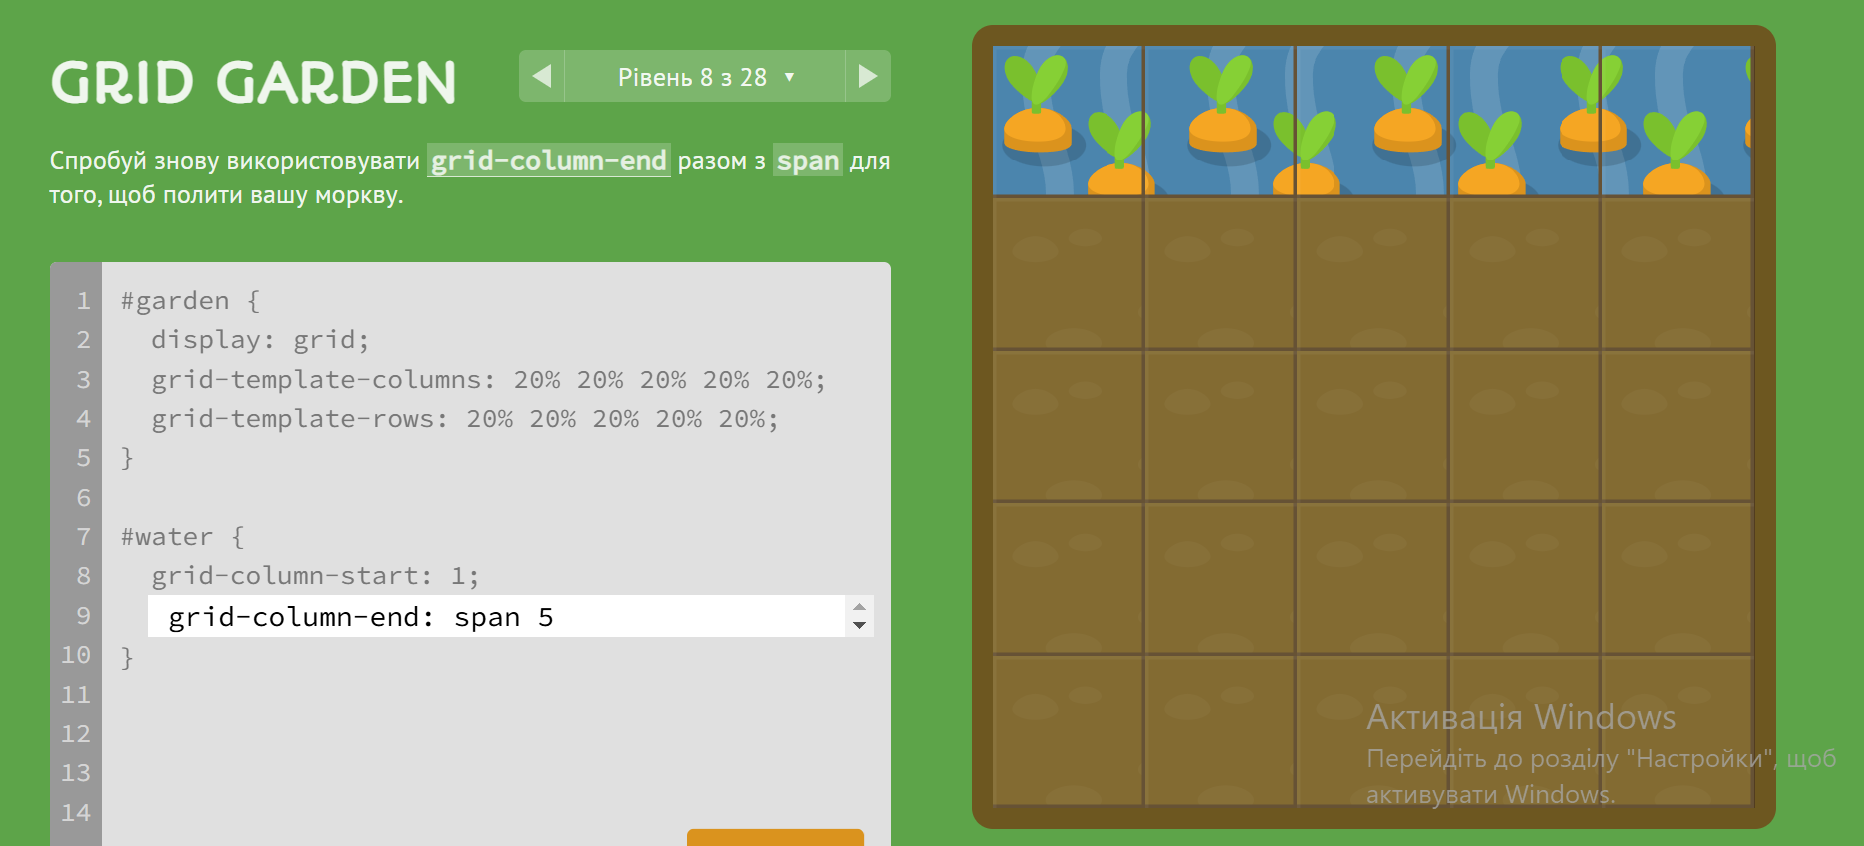 GRID GARDEN
Рівень 8 з 28 ▼
Спробуй знову використовувати grid-column-end разом з span для
того, щоб полити вашу моркву.
1 #garden {
2 display: grid;
3 grid-template-columns: 20% 20% 20% 20% 20%;
4 grid-template-rows: 20% 20% 20% 20% 20%;
5 }
6
7 #water {
8 grid-column-start: 1;
9 grid-column-end: span 5
10 }
11
12
13
14
Активація Windows
Перейдіть до розділу "Настройки", щоб
активувати Windows.